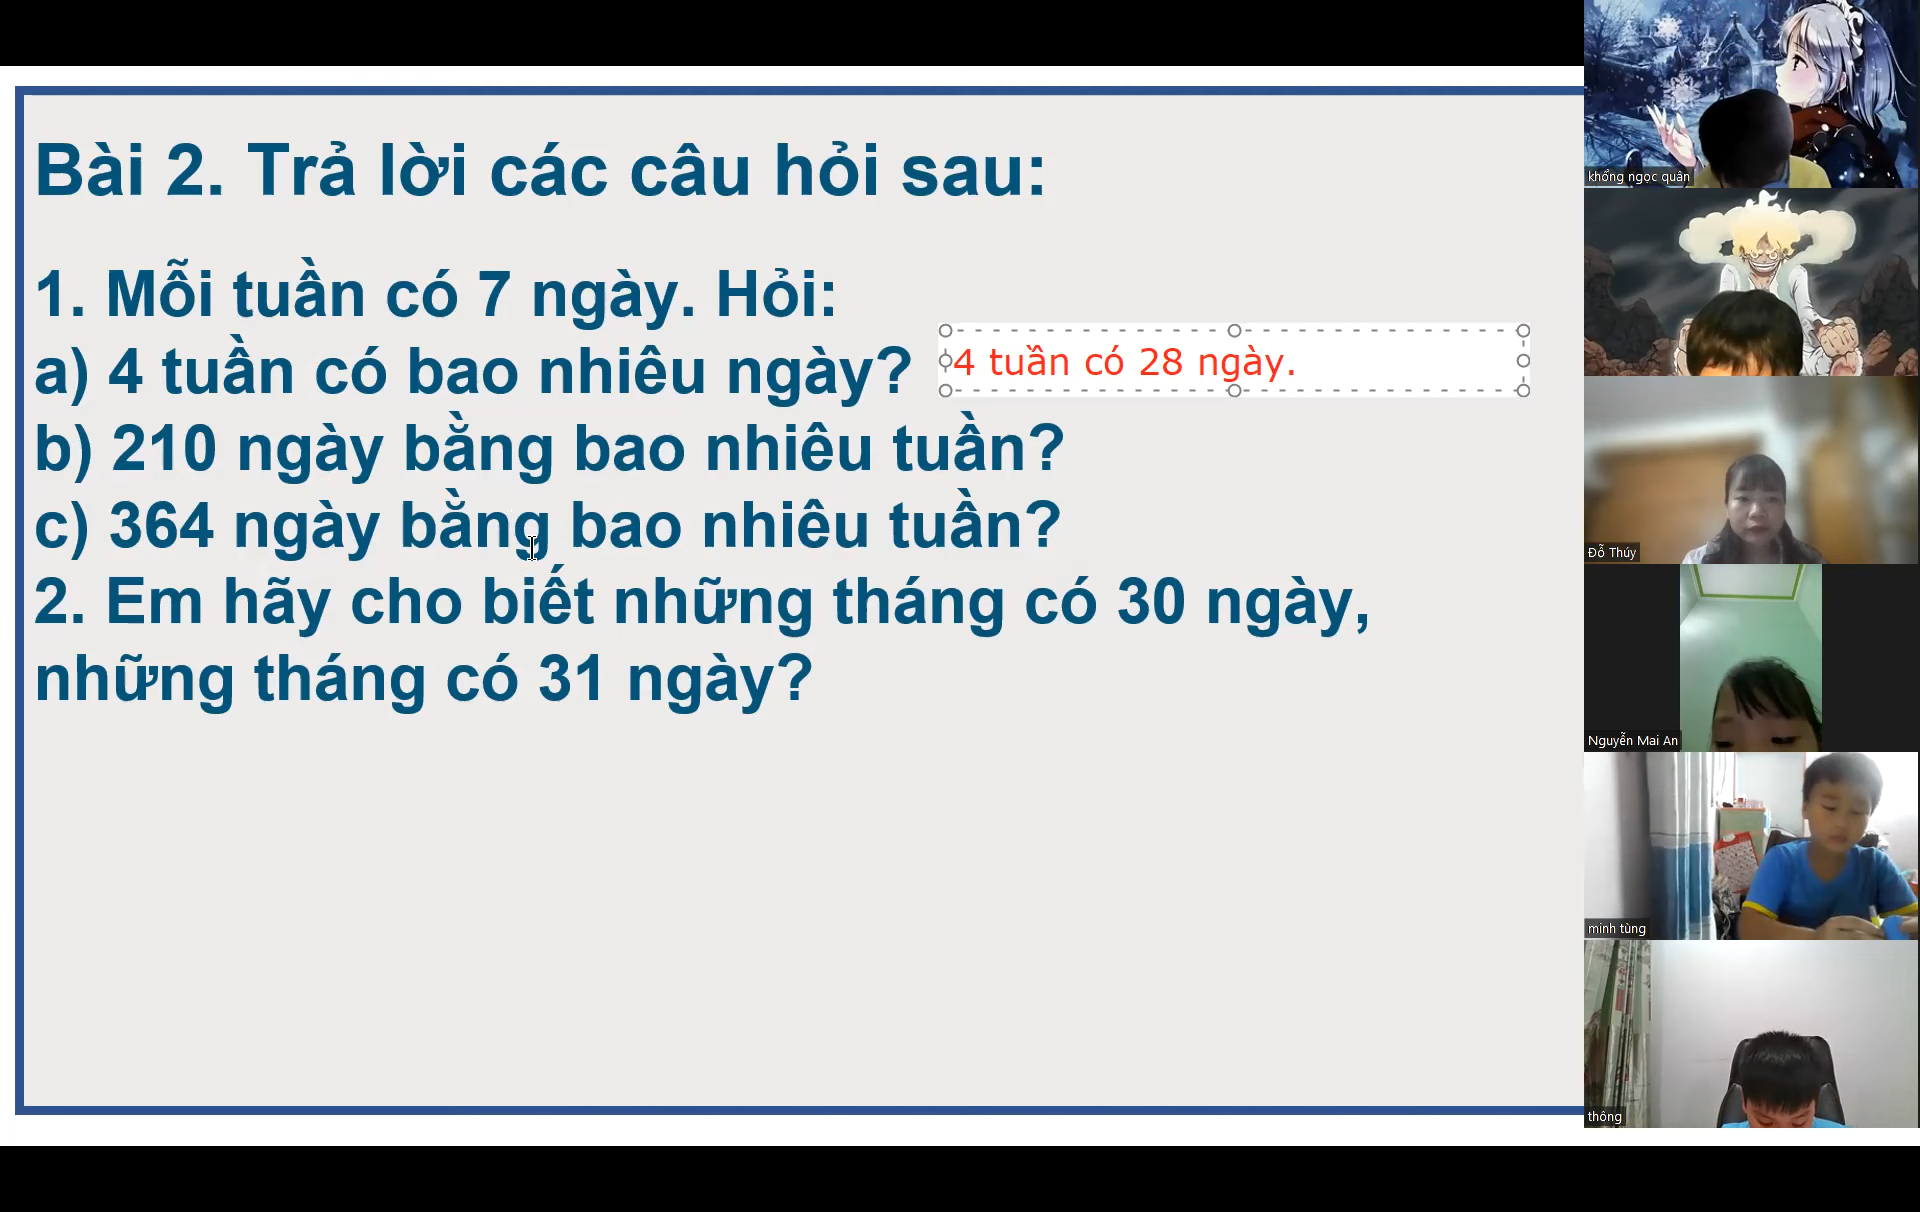 Bài 2. Trả lời các câu hỏi sau:
1. Mỗi tuần có 7 ngày. Hỏi:
a) 4 tuần có bao nhiêu ngày?
4 tuần có 28 ngày.
b) 210 ngày bằng bao nhiêu tuần?
c) 364 ngày bằng bao nhiêu tuần?
2. Em hãy cho biết những tháng có 30 ngày,
những tháng có 31 ngày?
khổng ngọc quân
Đỗ Thúy
Nguyễn Mai An
minh tùng
thông